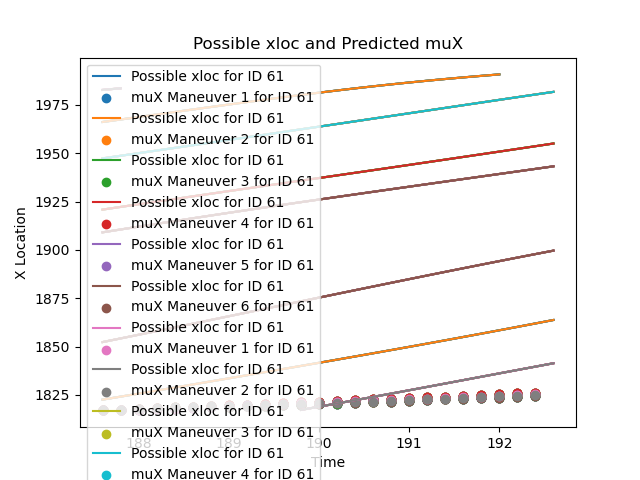 Possible xloc and Predicted muX
Possible xloc for ID 61
muX Maneuver 1 for ID 61
Possible xloc for ID 61
muX Maneuver 2 for ID 61
Possible xloc for ID 61
muX Maneuver 3 for ID 61
Possible xloc for ID 61
muX Maneuver 4 for ID 61
Possible xloc for ID 61
muX Maneuver 5 for ID 61
Possible xloc for ID 61
muX Maneuver 6 for ID 61
Possible xloc for ID 61
muX Maneuver 1 for ID 61
Possible xloc for ID 61
muX Maneuver 2 for ID 61
Possible xloc for ID 61
muX Maneuver 3 for ID 61
Possible xloc for ID 61
muX Maneuver 4 for ID 61
X Location
1975
1950
1925
1900
1875
1850
1825
188
189
190
191
192
Time